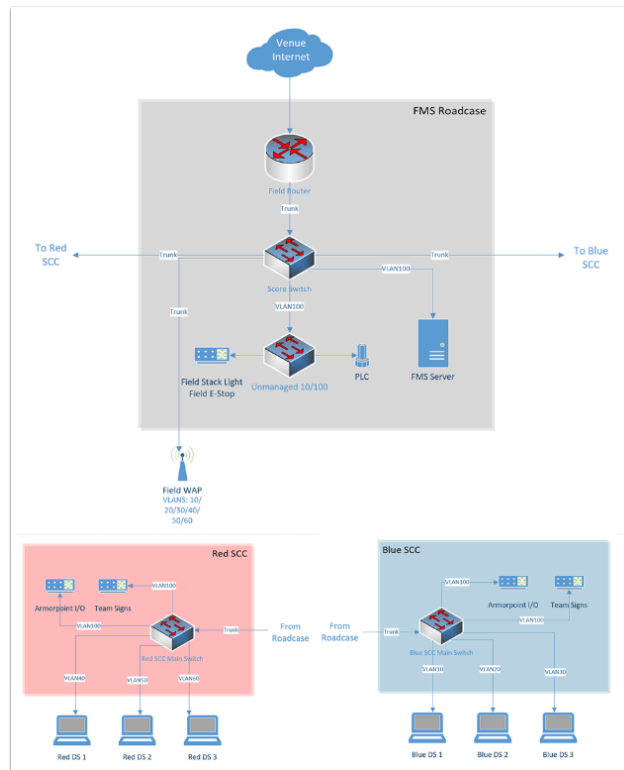 Venue
Internet
FMS Roadcase
Field Router
Trunk
To Red
SCC
Trunk
Trunk
To Blue
SCC
Score Switch
VLAN100
Trunk
VLAN100
Field Stack Light
Field E-Stop
Unmanaged 10/100
PLC
FMS Server
Field WAP
VLANS: 10/
20/30/40/
50/60
Red SCC
VLAN100
Armorpoint I/O
Team Signs
VLAN100
Trunk
From
Roadcase
Red SCC Main Switch
VLAN40
VLAN50
VLAN60
Red DS 1
Red DS 2
Red DS 3
Blue SCC
VLAN100
Armorpoint I/O
Team Signs
VLAN100
From
Roadcase
Trunk
Blue SCC Main Switch
VLAN30
VLAN20
VLAN30
Blue DS 1
Blue DS 2
Blue DS 3